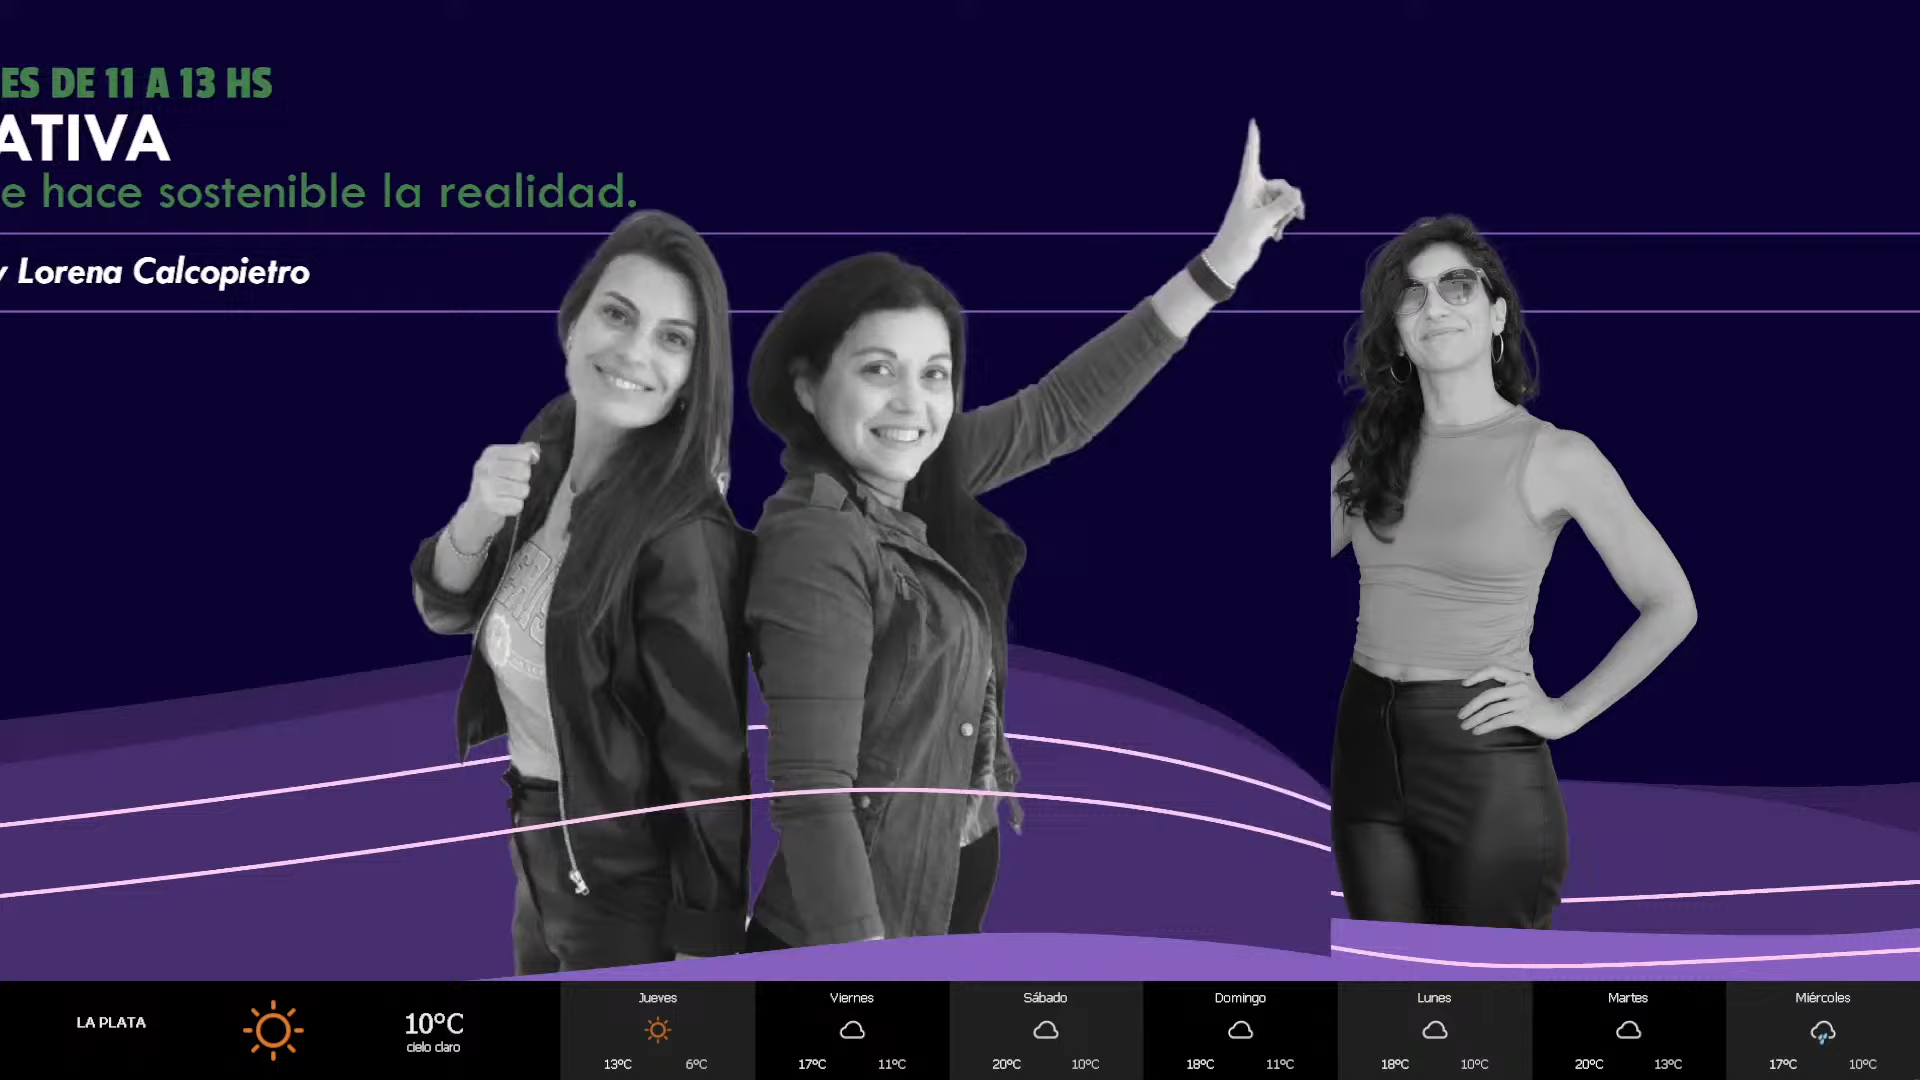 ES DE 11 A 13 HS
ATIVA
e hace sostenible la realidad.
y Lorena Calcopietro
LA PLATA
10°C
cielo claro
Jueves
13°C 6°C
Viernes
17°C 11°C
Sábado
20°C 10°C
Domingo
18°C 11°C
Lunes
18°C 10°C
Martes
20°C 13°C
Miércoles
17°C 10°C